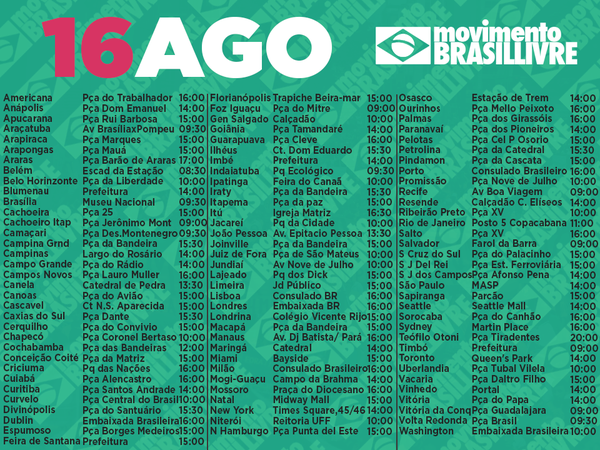 16AGO
movimento
BRASILLIVRE
Americana Pça do Trabalhador 16:00
Anápolis Pça Dom Emanuel 14:00
Apucarana Pça Rui Barbosa 15:00
Araçatuba Av BrasíliaxPompeu 09:30
Arapiraca Pça Marques 15:00
Arapongas Pça Mauá 15:00
Araras Pça Barão de Araras 17:00
Belém Escad da Estação 08:30
Belo Horizonte Pça da Liberdade 10:00
Blumenau Prefeitura 14:00
Brasília Museu Nacional 09:30
Cachoeira Pça 25 15:00
Cachoeiro Itap Pça Jerônimo Mont 09:00
Camaçari Pça Des.Montenegro 09:30
Campina Grnd Pça da Bandeira 15:30
Campinas Largo do Rosário 14:00
Campo Grande Pça do Rádio 14:00
Campos Novos Pça Lauro Muller 16:00
Canela Catedral de Pedra 13:30
Canoas Pça do Avião 15:00
Cascavel Ct N.S. Aparecida 15:00
Caxias do Sul Pça Dante 15:30
Cerquilho Pça do Convivio 15:00
Chapecó Pça Coronel Bertaso 10:00
Cochabamba Pça das Bandeiras 12:00
Conceição Coité Pça da Matriz 15:00
Criciuma Pq das Nações 16:00
Cuiabá Pça Alencastro 16:00
Curitiba Pça Santos Andrade 14:00
Curvelo Pça Central do Brasil 10:00
Divinópolis Pça do Santuário 15:30
Dublin Embaixada Brasileira 16:00
Espumoso Pça Borges Medeiros 15:00
Feira de Santana Prefeitura 15:00
Florianópolis Trapiche Beira-mar 15:00
Foz Iguaçu Pça do Mitre 09:00
Gen Salgado Calçadão 10:00
Goiânia Pça Tamandaré 14:00
Guarapuava Pça Cleve 16:00
Ilhéus Ct. Dom Eduardo 15:30
Imbé Prefeitura 14:00
Indaiatuba Pq Ecológico 09:30
Ipatinga Feira do Canaã 10:00
Iraty Pça da Bandeira 15:30
Itapema Pça da paz 15:00
Itú Igreja Matriz 16:30
Jacareí Pq da Cidade 10:00
João Pessoa Av. Epitacio Pessoa 13:30
Joinville Pça da Bandeira 15:00
Juiz de Fora Pça de São Mateus 10:00
Jundiaí Av Nove de Julho 10:00
Lajeado Pq dos Dick 15:00
Limeira Jd Público 15:00
Lisboa Consulado BR 16:00
Londres Embaixada BR 16:00
Londrina Colégio Vicente Rijo 15:00
Macapá Pça da Bandeira 15:00
Manaus Av. Dj Batista/ Pará 16:00
Maringá Catedral 14:00
Miami Bayside 15:00
Milão Consulado Brasileiro 16:00
Mogi-Guaçu Campo da Brahma 14:00
Mossoro Praça do Diocesano 16:00
Natal Midway Mall 15:00
New York Times Square,45/46 14:00
Niterói Reitoria UFF 10:00
N Hamburgo Pça Punta del Este 15:00
Osasco Estação de Trem 14:00
Ourinhos Pça Mello Peixoto 16:00
Palmas Pça dos Girassóis 16:00
Paranavaí Pça dos Pioneiros 14:00
Pelotas Pça Cel P Osorio 15:00
Petrolina Pça da Catedral 15:30
Pindamon Pça da Cascata 15:00
Porto Consulado Brasileiro 16:00
Promissão Pça Nove de Julho 10:00
Recife Av Boa Viagem 09:00
Resende Calçadão C. Eliseos 14:00
Ribeirão Preto Pça XV 10:00
Rio de Janeiro Posto 5 Copacabana 11:00
Salto Pça XV 16:00
Salvador Farol da Barra 09:00
S Cruz do Sul Pça do Palacinho 15:00
S J Del Rei Pça Est. Ferroviária 15:00
S J dos Campos Pça Afonso Pena 14:00
São Paulo MASP 14:00
Sapiranga Parcão 15:00
Seattle Seattle Mall 14:00
Sorocaba Pça do Canhão 16:00
Sydney Martin Place 16:00
Teófilo Otoni Pça Tiradentes 20:00
Timbó Prefeitura 09:00
Toronto Queen's Park 14:00
Uberlandia Pça Tubal Vilela 10:00
Vacaria Pça Daltro Filho 15:00
Vinhedo Portal 14:00
Vitória Pça do Papa 14:00
Vitória da Conq Pça Guadalajara 09:00
Volta Redonda Pça Brasil 09:30
Washington Embaixada Brasileira 10:00